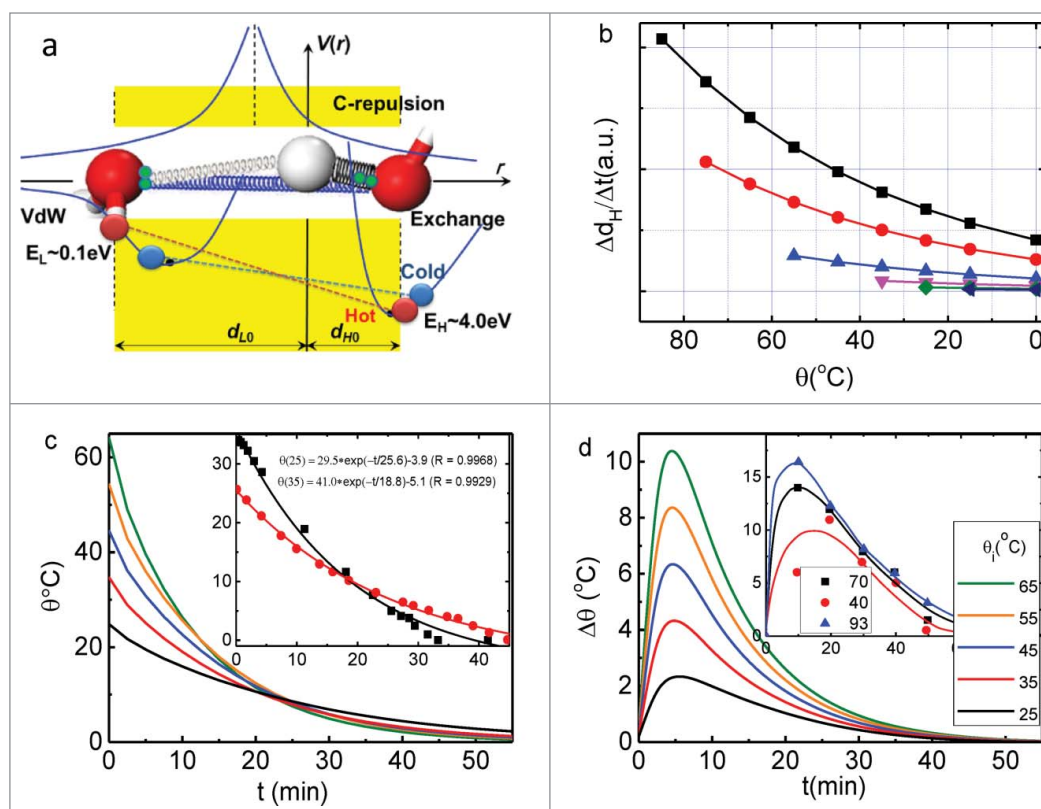 a
V(r)
C-repulsion
r
VdW
Exchange
E_L~0.1eV
Cold
Hot
E_H~4.0eV
d_L0
d_H0
b
Δd_H/Δt(a.u.)
80 60 40 20 0
θ(°C)
c
60
40
20
0
θ°C
0 10 20 30 40 50
t (min)
30
20
10
0
0 10 20 30 40
θ(25) = 29.5*exp(−t/25.6)-3.9 (R = 0.9968)
θ(35) = 41.0*exp(−t/18.8)-5.1 (R = 0.9929)
d
10
8
6
4
2
0
Δθ (°C)
0 10 20 30 40 50
t(min)
15
10
5
0
0 20 40
70
40
93
θ_i(°C)
65
55
45
35
25